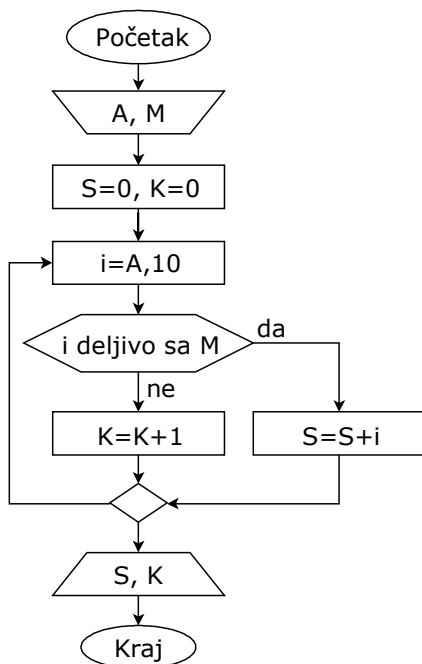 Početak
A, M
S=0, K=0
i=A,10
i deljivo sa M
da
ne
K=K+1
S=S+i
S, K
Kraj